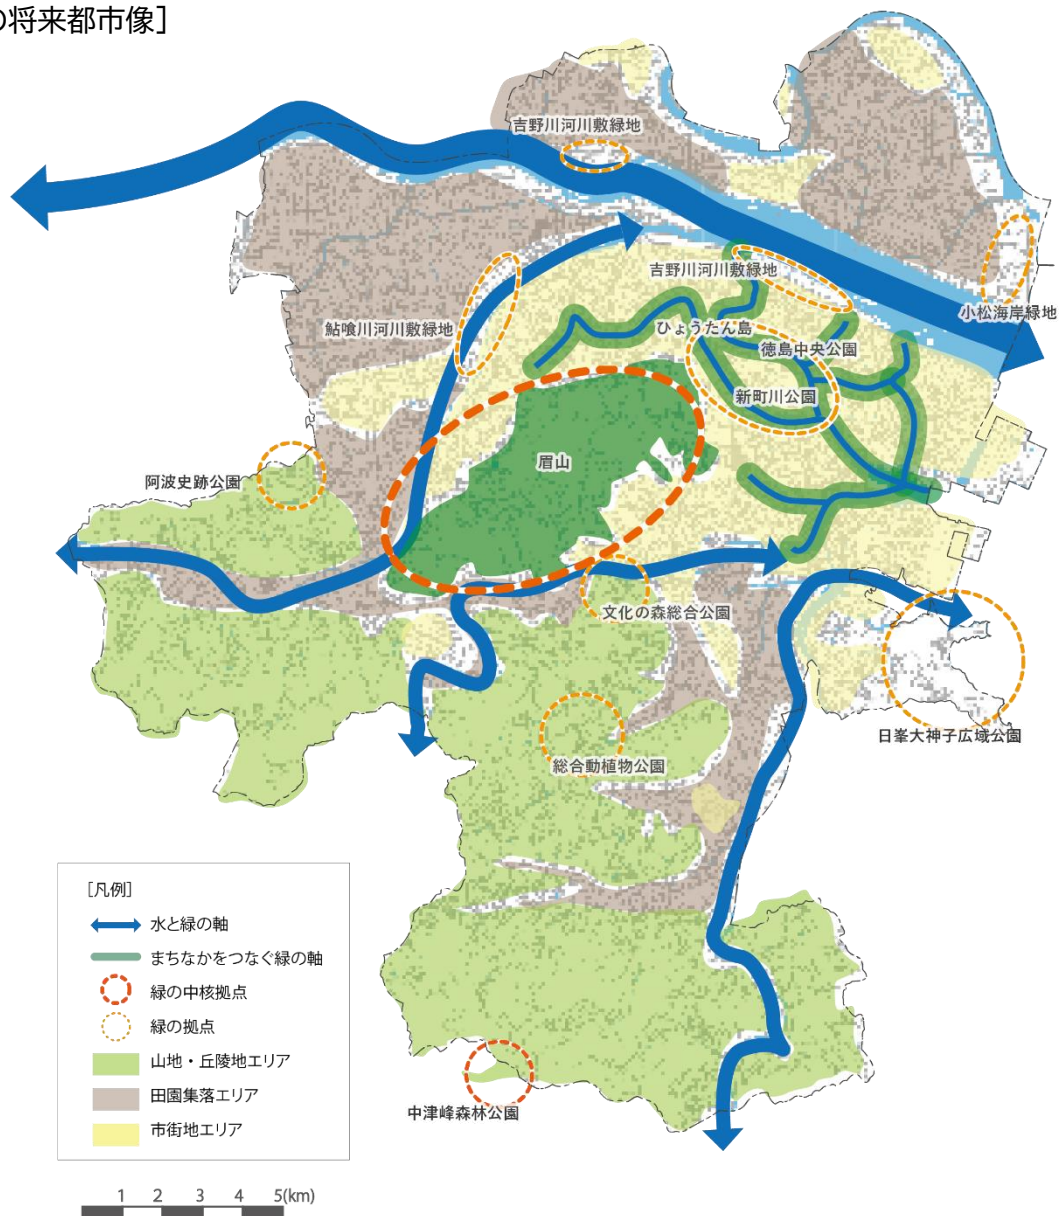 の将来都市像]
吉野川河川敷緑地
吉野川河川敷緑地
小松海岸緑地
鮎喰川河川敷緑地
ひょうたん島
徳島中央公園
新町川公園
眉山
阿波史跡公園
文化の森総合公園
日峯大神子広域公園
総合動植物公園
中津峰森林公園
[凡例]
水と緑の軸
まちなかをつなぐ緑の軸
緑の中核拠点
緑の拠点
山地・丘陵地エリア
田園集落エリア
市街地エリア
1 2 3 4 5(km)